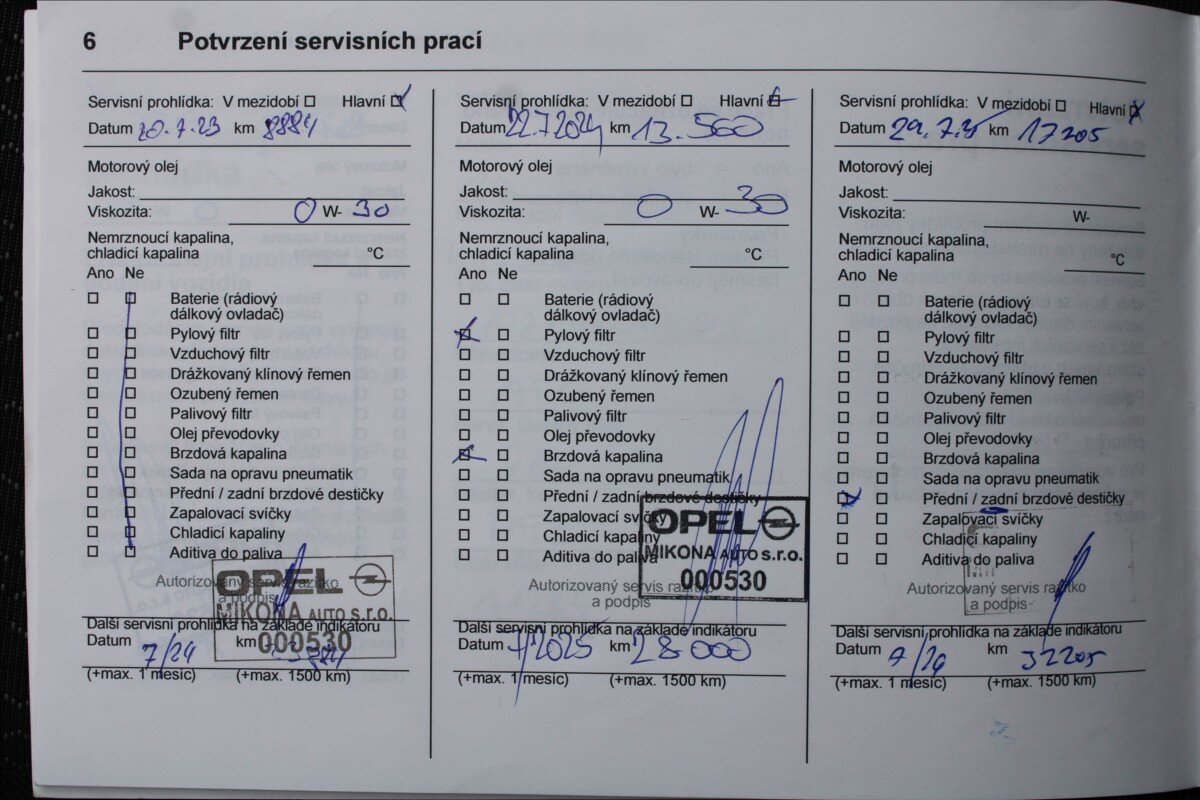 6 Potvrzení servisních prací
Servisní prohlídka: V mezidobí Hlavní
Datum 20.7.23 km 8884
Motorový olej
Jakost:
Viskozita: 0 W- 30
Nemrznoucí kapalina,
chladicí kapalina °C
Ano Ne
Baterie (rádiový
dálkový ovladač)
Pylový filtr
Vzduchový filtr
Drážkovaný klínový řemen
Ozubený řemen
Palivový filtr
Olej převodovky
Brzdová kapalina
Sada na opravu pneumatik
Přední / zadní brzdové destičky
Zapalovací svíčky
Chladicí kapaliny
Aditiva do paliva
Autorizovaný servis razítko
a podpis
OPEL
MIKONA AUTO s.r.o.
000530
Další servisní prohlídka na základě indikátoru
Datum 7/24 km
(+max. 1 měsíc) (+max. 1500 km)
Servisní prohlídka: V mezidobí Hlavní
Datum 22.7 2024 km 13.560
Motorový olej
Jakost:
Viskozita: 0 W- 30
Nemrznoucí kapalina,
chladicí kapalina °C
Ano Ne
Baterie (rádiový
dálkový ovladač)
Pylový filtr
Vzduchový filtr
Drážkovaný klínový řemen
Ozubený řemen
Palivový filtr
Olej převodovky
Brzdová kapalina
Sada na opravu pneumatik
Přední / zadní brzdové destičky
Zapalovací svíčky
Chladicí kapaliny
Aditiva do paliva
OPEL
MIKONA AUTO s.r.o.
000530
Autorizovaný servis razítko
a podpis
Další servisní prohlídka na základě indikátoru
Datum 7/2025 km 28 000
(+max. 1 měsíc) (+max. 1500 km)
Servisní prohlídka: V mezidobí Hlavní
Datum 29.7.25 km 17205
Motorový olej
Jakost:
Viskozita: W-
Nemrznoucí kapalina,
chladicí kapalina °C
Ano Ne
Baterie (rádiový
dálkový ovladač)
Pylový filtr
Vzduchový filtr
Drážkovaný klínový řemen
Ozubený řemen
Palivový filtr
Olej převodovky
Brzdová kapalina
Sada na opravu pneumatik
Přední / zadní brzdové destičky
Zapalovací svíčky
Chladicí kapaliny
Aditiva do paliva
Autorizovaný servis razítko
a podpis
Další servisní prohlídka na základě indikátoru
Datum 7/26 km 32205
(+max. 1 měsíc) (+max. 1500 km)